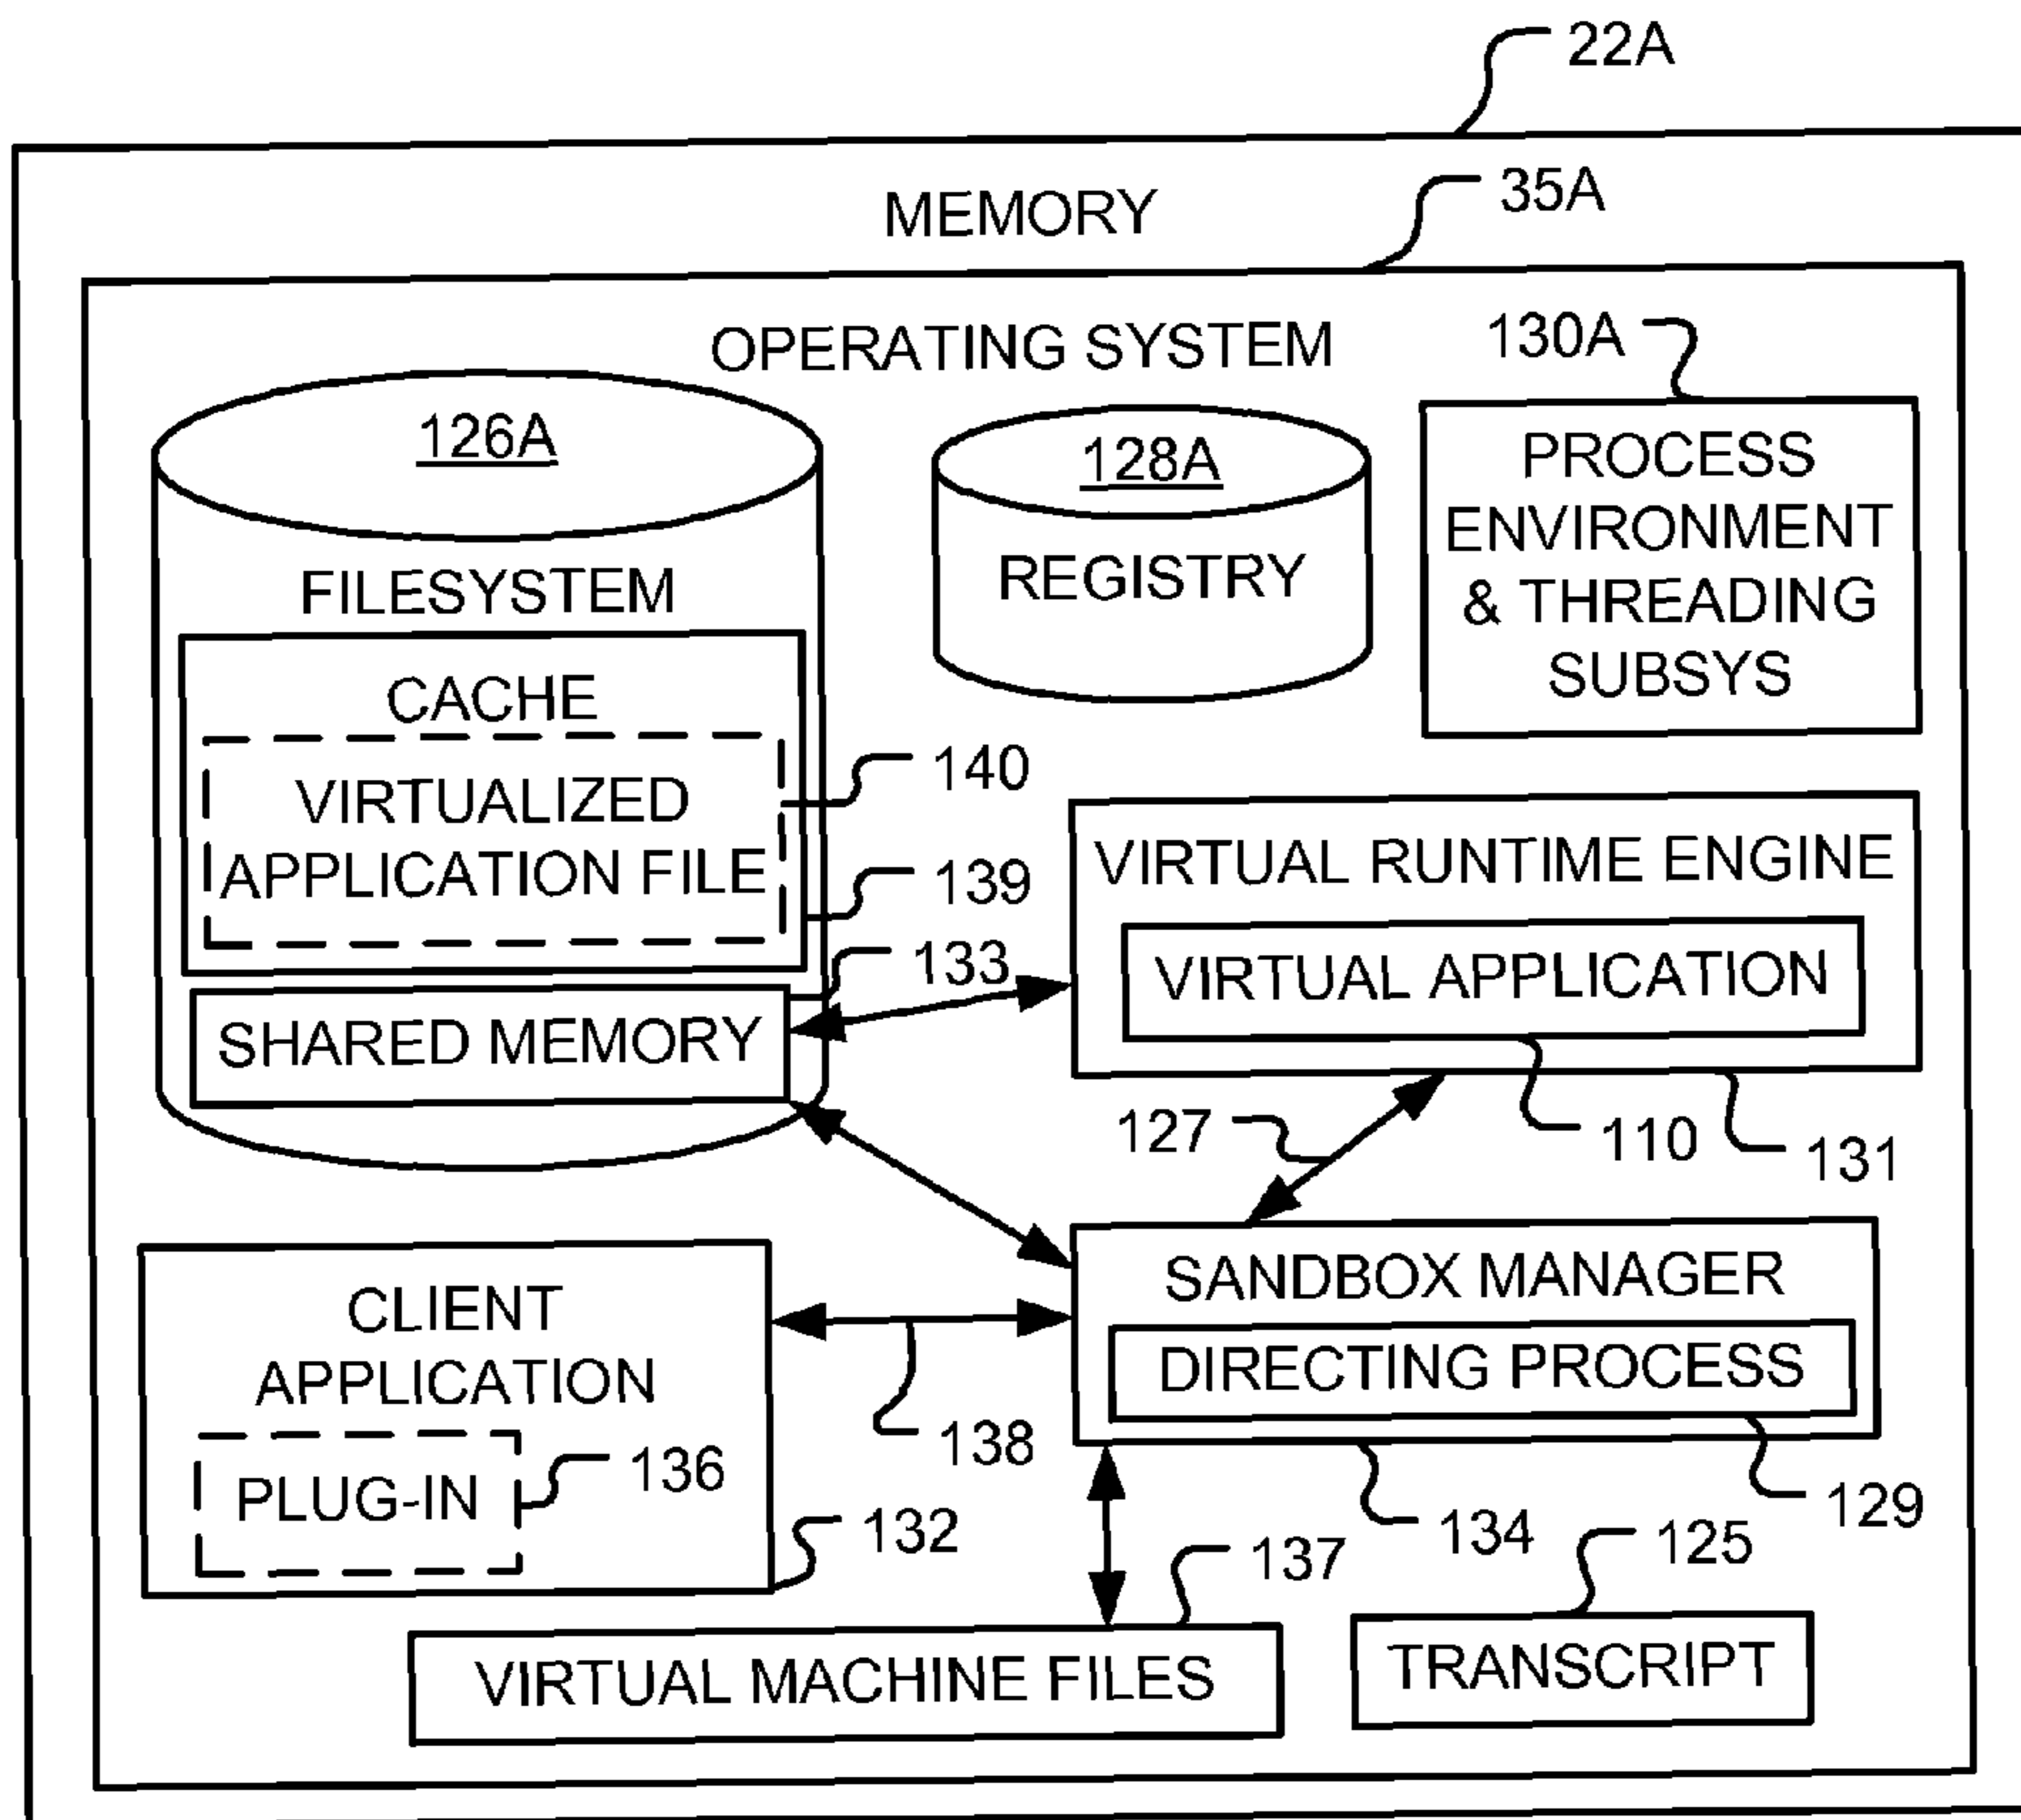 22A
MEMORY
35A
OPERATING SYSTEM
130A
126A
128A
PROCESS
ENVIRONMENT
& THREADING
SUBSYS
FILESYSTEM
REGISTRY
CACHE
VIRTUALIZED
APPLICATION FILE
140
139
133
VIRTUAL RUNTIME ENGINE
VIRTUAL APPLICATION
SHARED MEMORY
127
110
131
CLIENT
APPLICATION
PLUG-IN
136
132
138
SANDBOX MANAGER
DIRECTING PROCESS
129
134
137
125
VIRTUAL MACHINE FILES
TRANSCRIPT